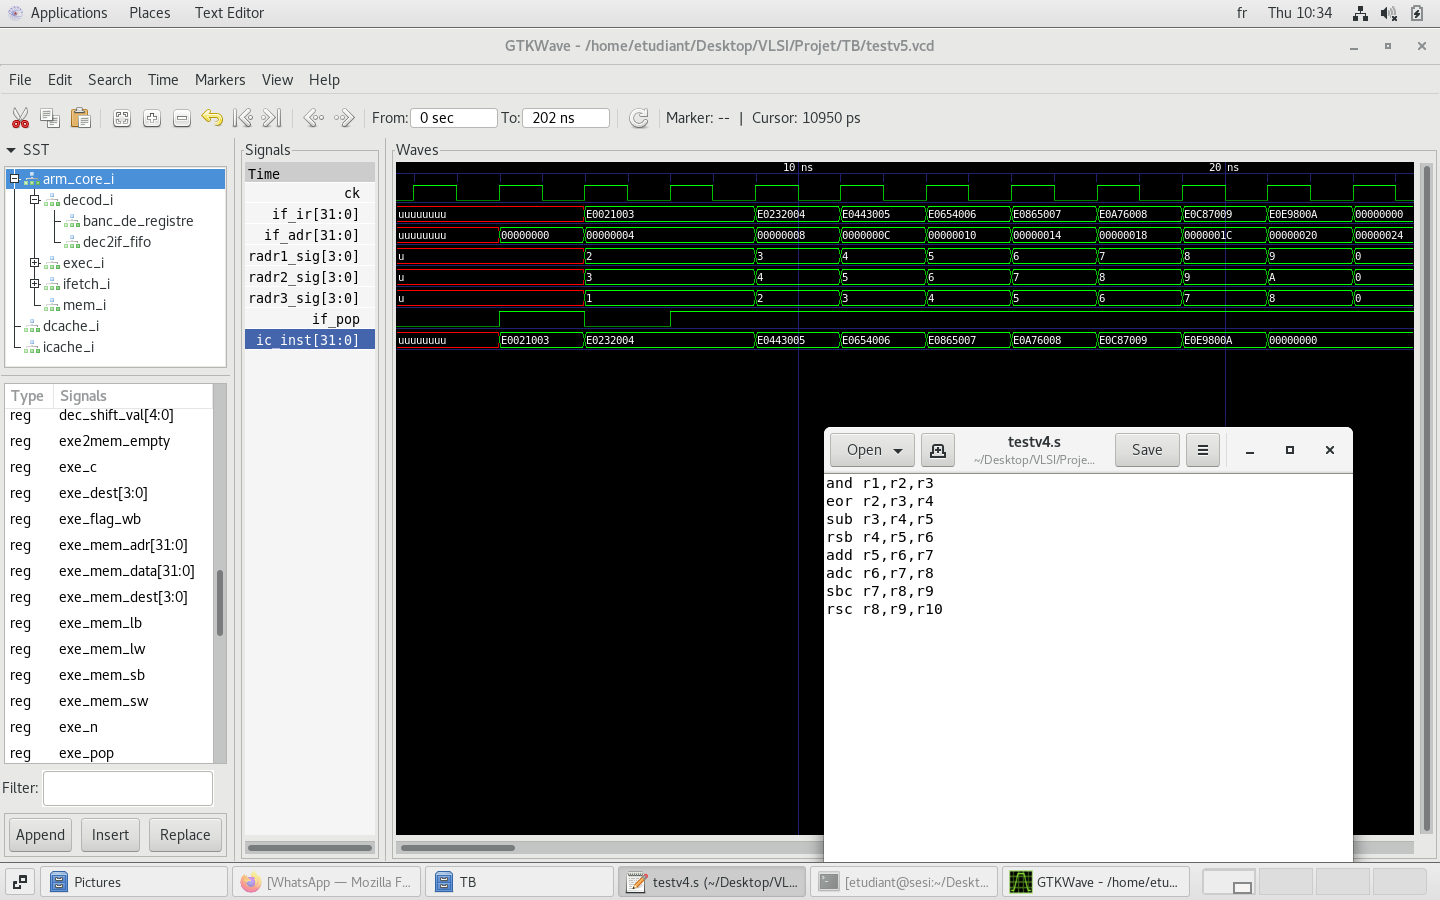 Applications Places Text Editor fr Thu 10:34
GTKWave - /home/etudiant/Desktop/VLSI/Projet/TB/testv5.vcd
File Edit Search Time Markers View Help
From: 0 sec To: 202 ns Marker: -- | Cursor: 10950 ps
SST
arm_core_i
decod_i
banc_de_registre
dec2if_fifo
exec_i
ifetch_i
mem_i
dcache_i
icache_i
Type Signals
reg dec_shift_val[4:0]
reg exe2mem_empty
reg exe_c
reg exe_dest[3:0]
reg exe_flag_wb
reg exe_mem_adr[31:0]
reg exe_mem_data[31:0]
reg exe_mem_dest[3:0]
reg exe_mem_lb
reg exe_mem_lw
reg exe_mem_sb
reg exe_mem_sw
reg exe_n
reg exe_pop
Filter:
Append Insert Replace
Signals
Time
ck
if_ir[31:0]
if_adr[31:0]
radr1_sig[3:0]
radr2_sig[3:0]
radr3_sig[3:0]
if_pop
ic_inst[31:0]
Waves
10 ns 20 ns
uuuuuuuu E0021003 E0232004 E0443005 E0654006 E0865007 E0A76008 E0C87009 E0E9800A 00000000
uuuuuuuu 00000000 00000004 00000008 0000000C 00000010 00000014 00000018 0000001C 00000020 00000024
u 2 3 4 5 6 7 8 9 0
u 3 4 5 6 7 8 9 A 0
u 1 2 3 4 5 6 7 8 0
uuuuuuuu E0021003 E0232004 E0443005 E0654006 E0865007 E0A76008 E0C87009 E0E9800A 00000000
Open testv4.s Save
~/Desktop/VLSI/Proje...
and r1,r2,r3
eor r2,r3,r4
sub r3,r4,r5
rsb r4,r5,r6
add r5,r6,r7
adc r6,r7,r8
sbc r7,r8,r9
rsc r8,r9,r10
Pictures [WhatsApp — Mozilla F... TB testv4.s (~/Desktop/VL... [etudiant@sesi:~/Deskt... GTKWave - /home/etu...